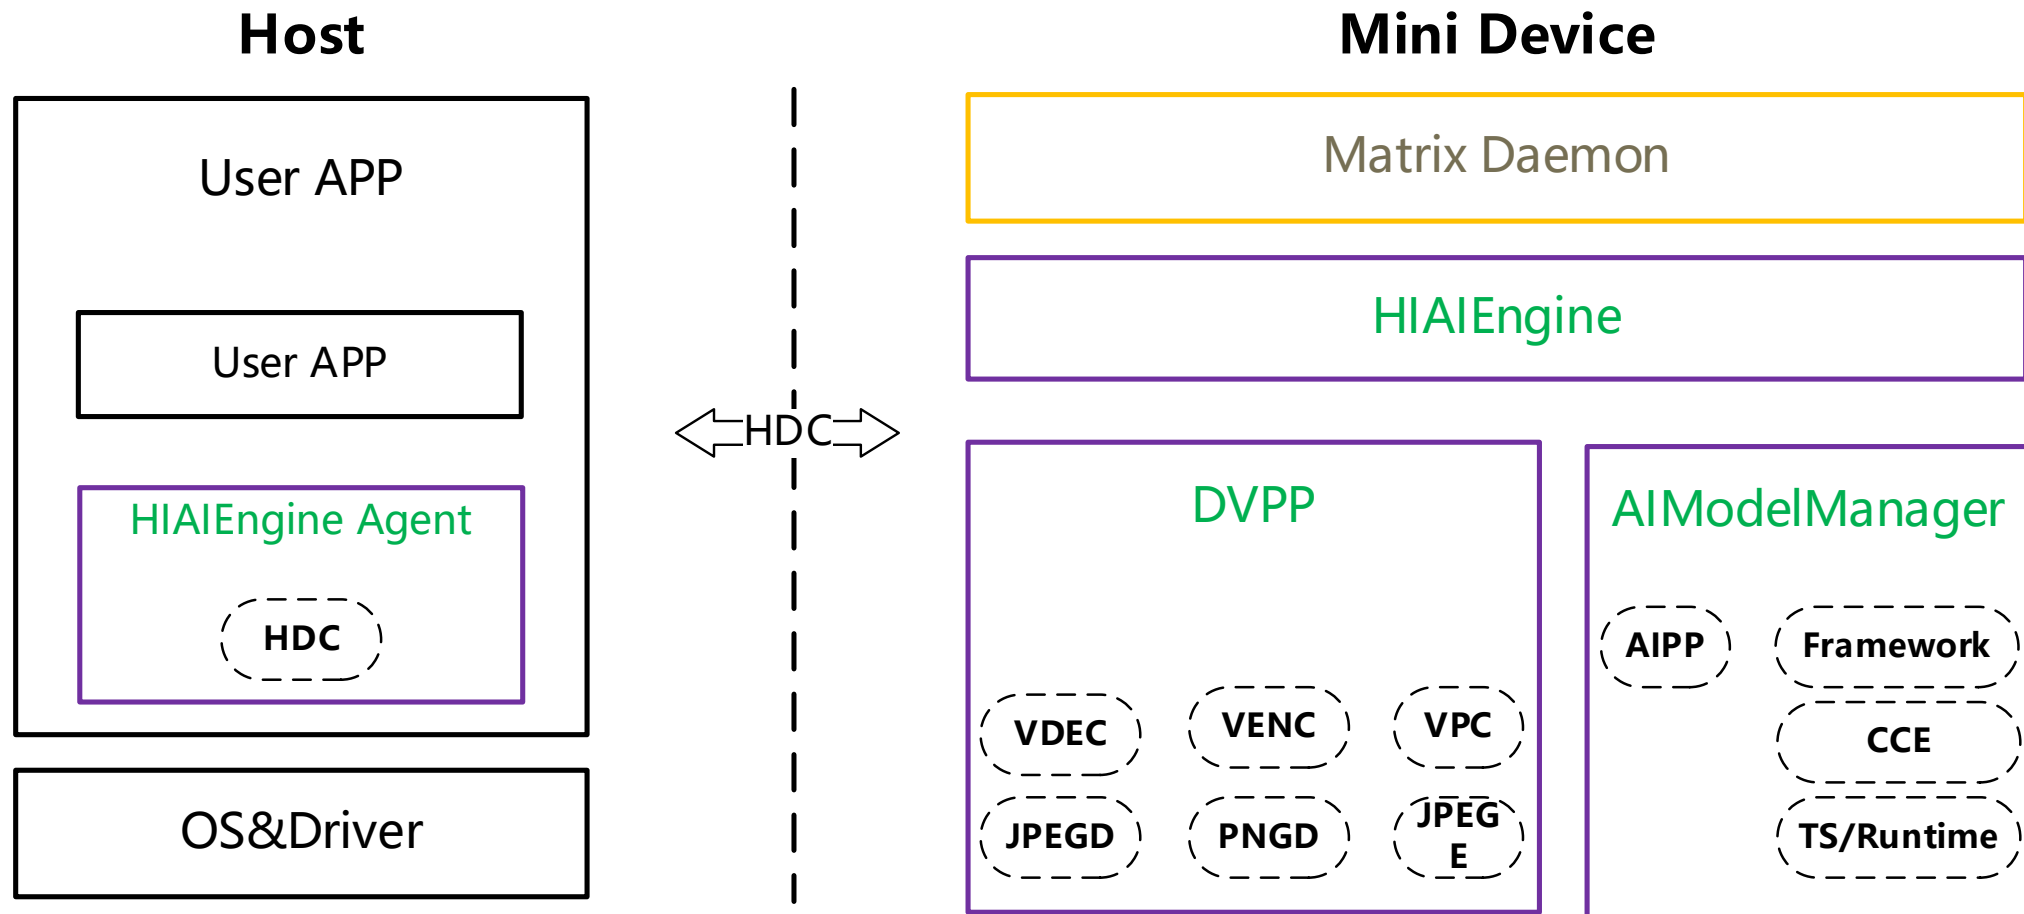 Host
User APP
User APP
HIAIEngine Agent
HDC
OS&Driver
HDC
Mini Device
Matrix Daemon
HIAIEngine
DVPP
VDEC
VENC
VPC
JPEGD
PNGD
JPEG
E
AIModelManager
AIPP
Framework
CCE
TS/Runtime